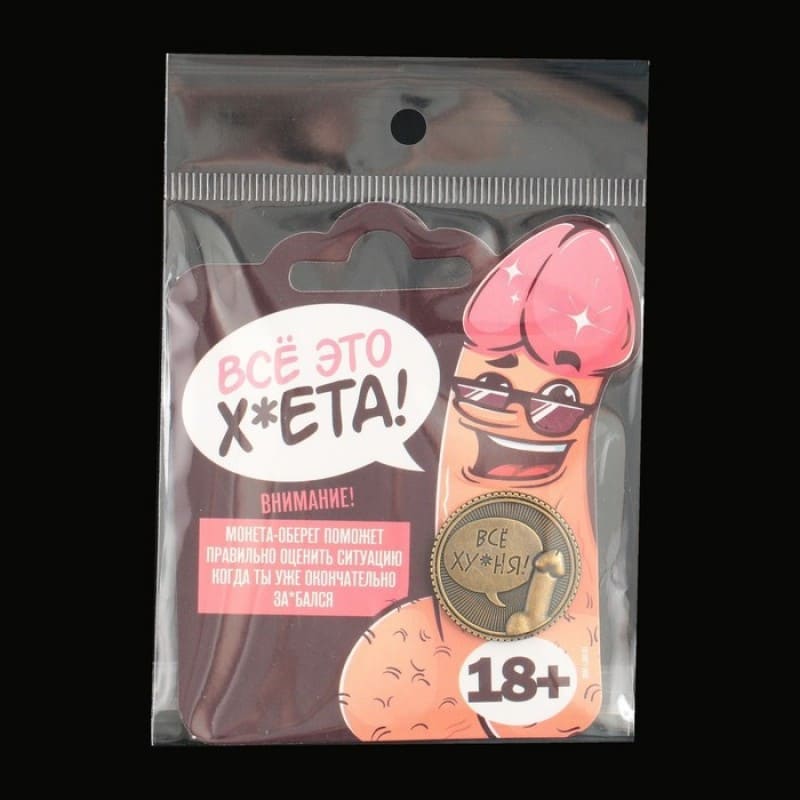 ВСЁ ЭТО
Х*ЕТА!
ВНИМАНИЕ!
МОНЕТА-ОБЕРЕГ ПОМОЖЕТ
ПРАВИЛЬНО ОЦЕНИТЬ СИТУАЦИЮ
КОГДА ТЫ УЖЕ ОКОНЧАТЕЛЬНО
ЗА*БАЛСЯ
ВСЁ
ХУ*НЯ!
18+